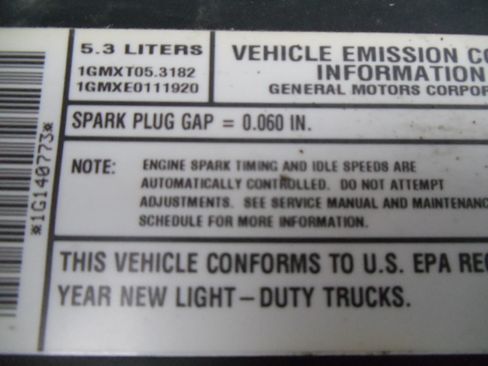 5.3 LITERS
1GMXT05.3182
1GMXE0111920
VEHICLE EMISSION CO
INFORMATION
GENERAL MOTORS CORPOR
SPARK PLUG GAP = 0.060 IN.
NOTE: ENGINE SPARK TIMING AND IDLE SPEEDS ARE
AUTOMATICALLY CONTROLLED. DO NOT ATTEMPT
ADJUSTMENTS. SEE SERVICE MANUAL AND MAINTENANC
SCHEDULE FOR MORE INFORMATION.
THIS VEHICLE CONFORMS TO U.S. EPA REG
YEAR NEW LIGHT-DUTY TRUCKS.
*1G140773*